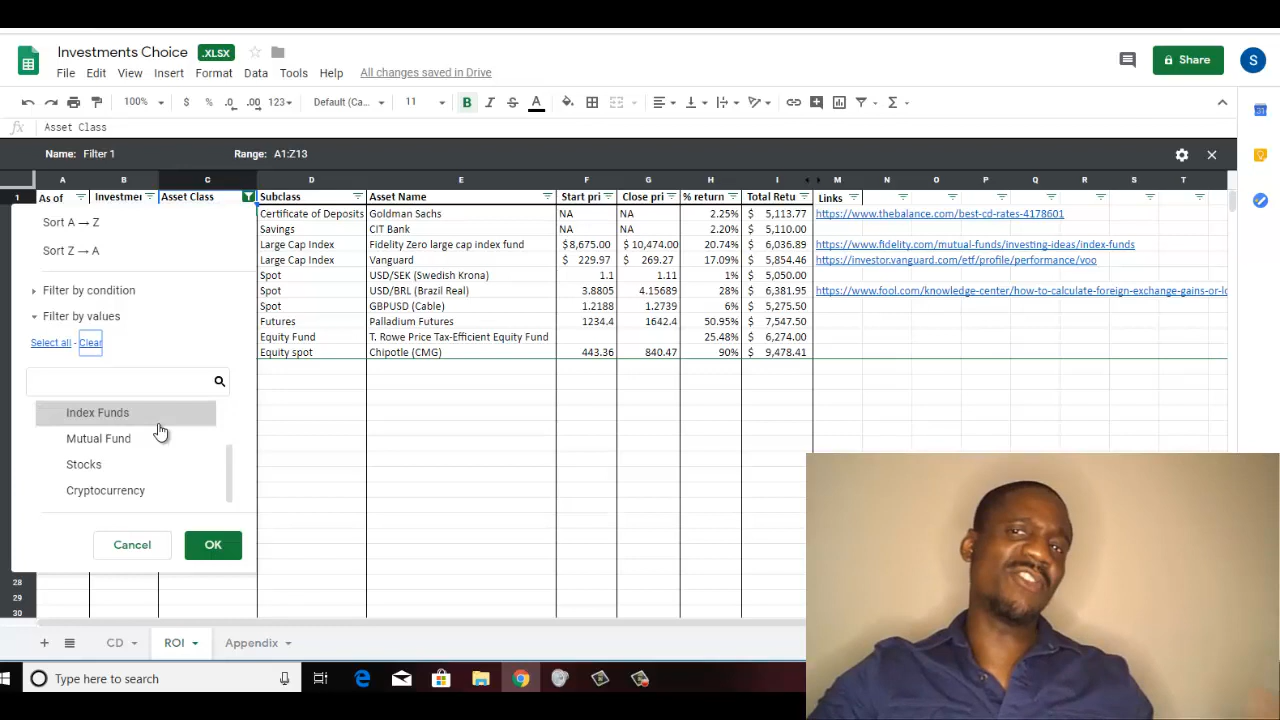 Investments Choice .XLSX
File Edit View Insert Format Data Tools Help All changes saved in Drive
Share S
100% $ % .0 .00 123 Default (Ca... 11 B I S A
fx Asset Class
Name: Filter 1 Range: A1:Z13
A B C D E F G H I M N O P Q R S T
1 As of Investmer Asset Class Subclass Asset Name Start pri Close pri % return Total Retu Links
Certificate of Deposits Goldman Sachs NA NA 2.25% $ 5,113.77 https://www.thebalance.com/best-cd-rates-4178601
Savings CIT Bank NA NA 2.20% $ 5,110.00
Large Cap Index Fidelity Zero large cap index fund $8,675.00 $ 10,474.00 20.74% $ 6,036.89 https://www.fidelity.com/mutual-funds/investing-ideas/index-funds
Large Cap Index Vanguard $ 229.97 $ 269.27 17.09% $ 5,854.46 https://investor.vanguard.com/etf/profile/performance/voo
Spot USD/SEK (Swedish Krona) 1.1 1.11 1% $ 5,050.00
Spot USD/BRL (Brazil Real) 3.8805 4.15689 28% $ 6,381.95 https://www.fool.com/knowledge-center/how-to-calculate-foreign-exchange-gains-or-lo
Spot GBPUSD (Cable) 1.2188 1.2739 6% $ 5,275.50
Futures Palladium Futures 1234.4 1642.4 50.95% $ 7,547.50
Equity Fund T. Rowe Price Tax-Efficient Equity Fund 25.48% $ 6,274.00
Equity spot Chipotle (CMG) 443.36 840.47 90% $ 9,478.41
Sort A → Z
Sort Z → A
Filter by condition
Filter by values
Select all - Clear
Index Funds
Mutual Fund
Stocks
Cryptocurrency
Cancel OK
28
29
30
CD ROI Appendix
Type here to search